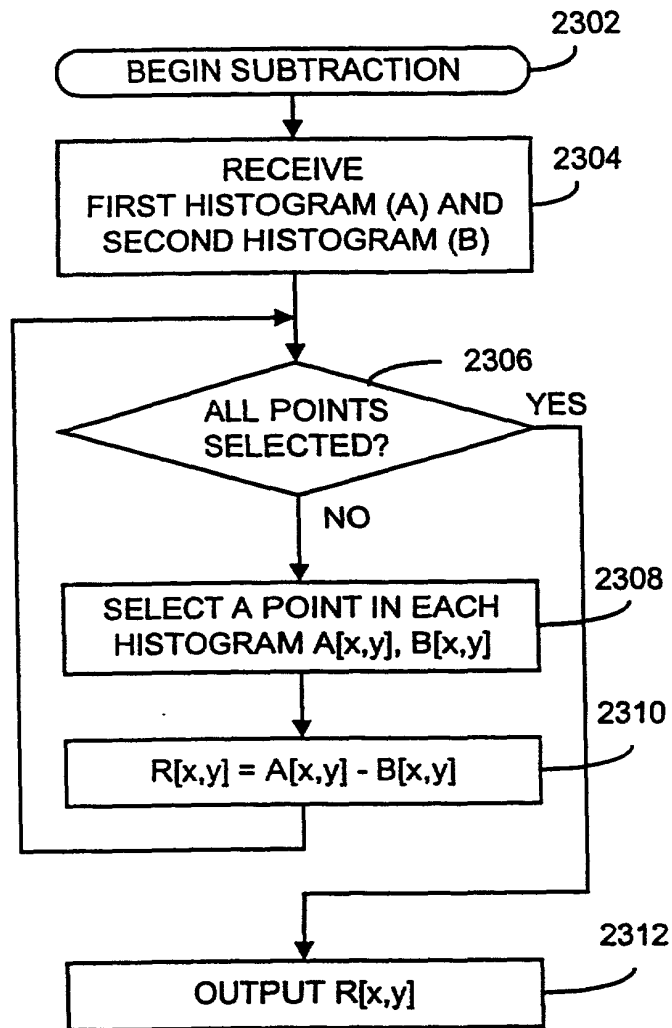 2302
BEGIN SUBTRACTION
2304
RECEIVE
FIRST HISTOGRAM (A) AND
SECOND HISTOGRAM (B)
2306
ALL POINTS
SELECTED?
YES
NO
2308
SELECT A POINT IN EACH
HISTOGRAM A[x,y], B[x,y]
2310
R[x,y] = A[x,y] - B[x,y]
2312
OUTPUT R[x,y]